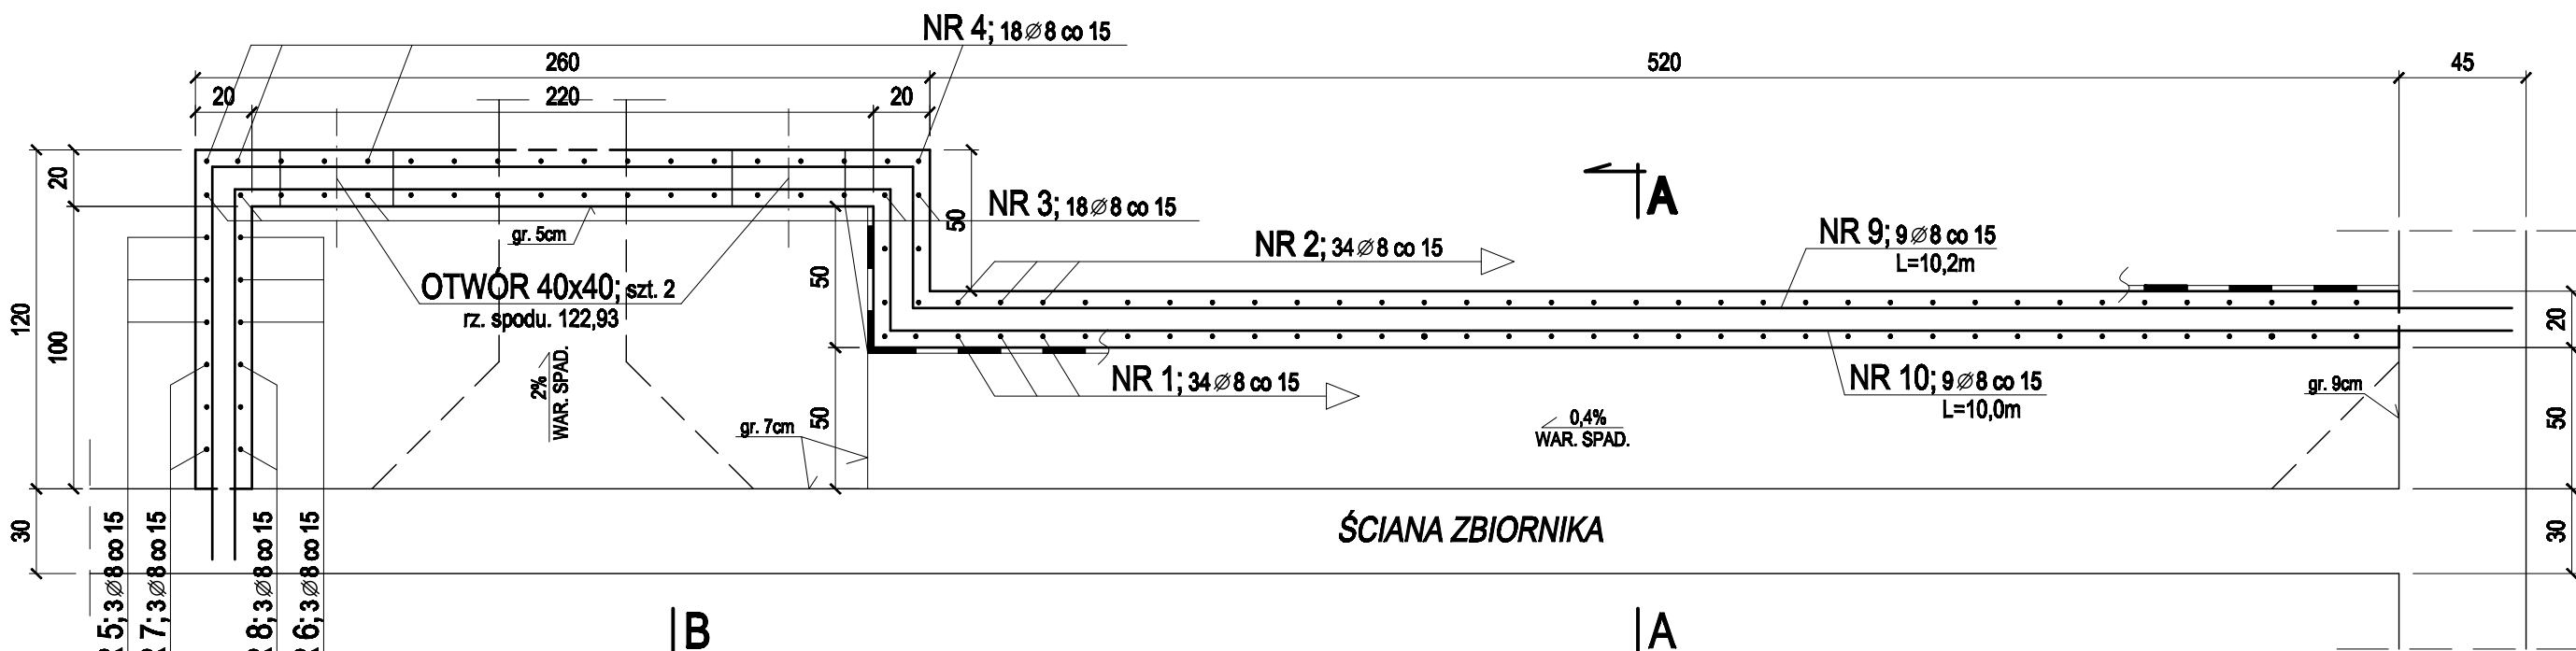 NR 4; 18∅8 co 15
260
520
45
20
220
20
20
120
100
30
50
NR 3; 18∅8 co 15
A
gr. 5cm
50
NR 2; 34∅8 co 15
NR 9; 9∅8 co 15
L=10,2m
OTWÓR 40x40; szt. 2
rz. spodu. 122,93
20
2%
WAR. SPAD.
NR 1; 34∅8 co 15
NR 10; 9∅8 co 15
L=10,0m
gr. 9cm
gr. 7cm
50
0,4%
WAR. SPAD.
50
ŚCIANA ZBIORNIKA
30
5; 3∅8 co 15
7; 3∅8 co 15
8; 3∅8 co 15
6; 3∅8 co 15
B
A